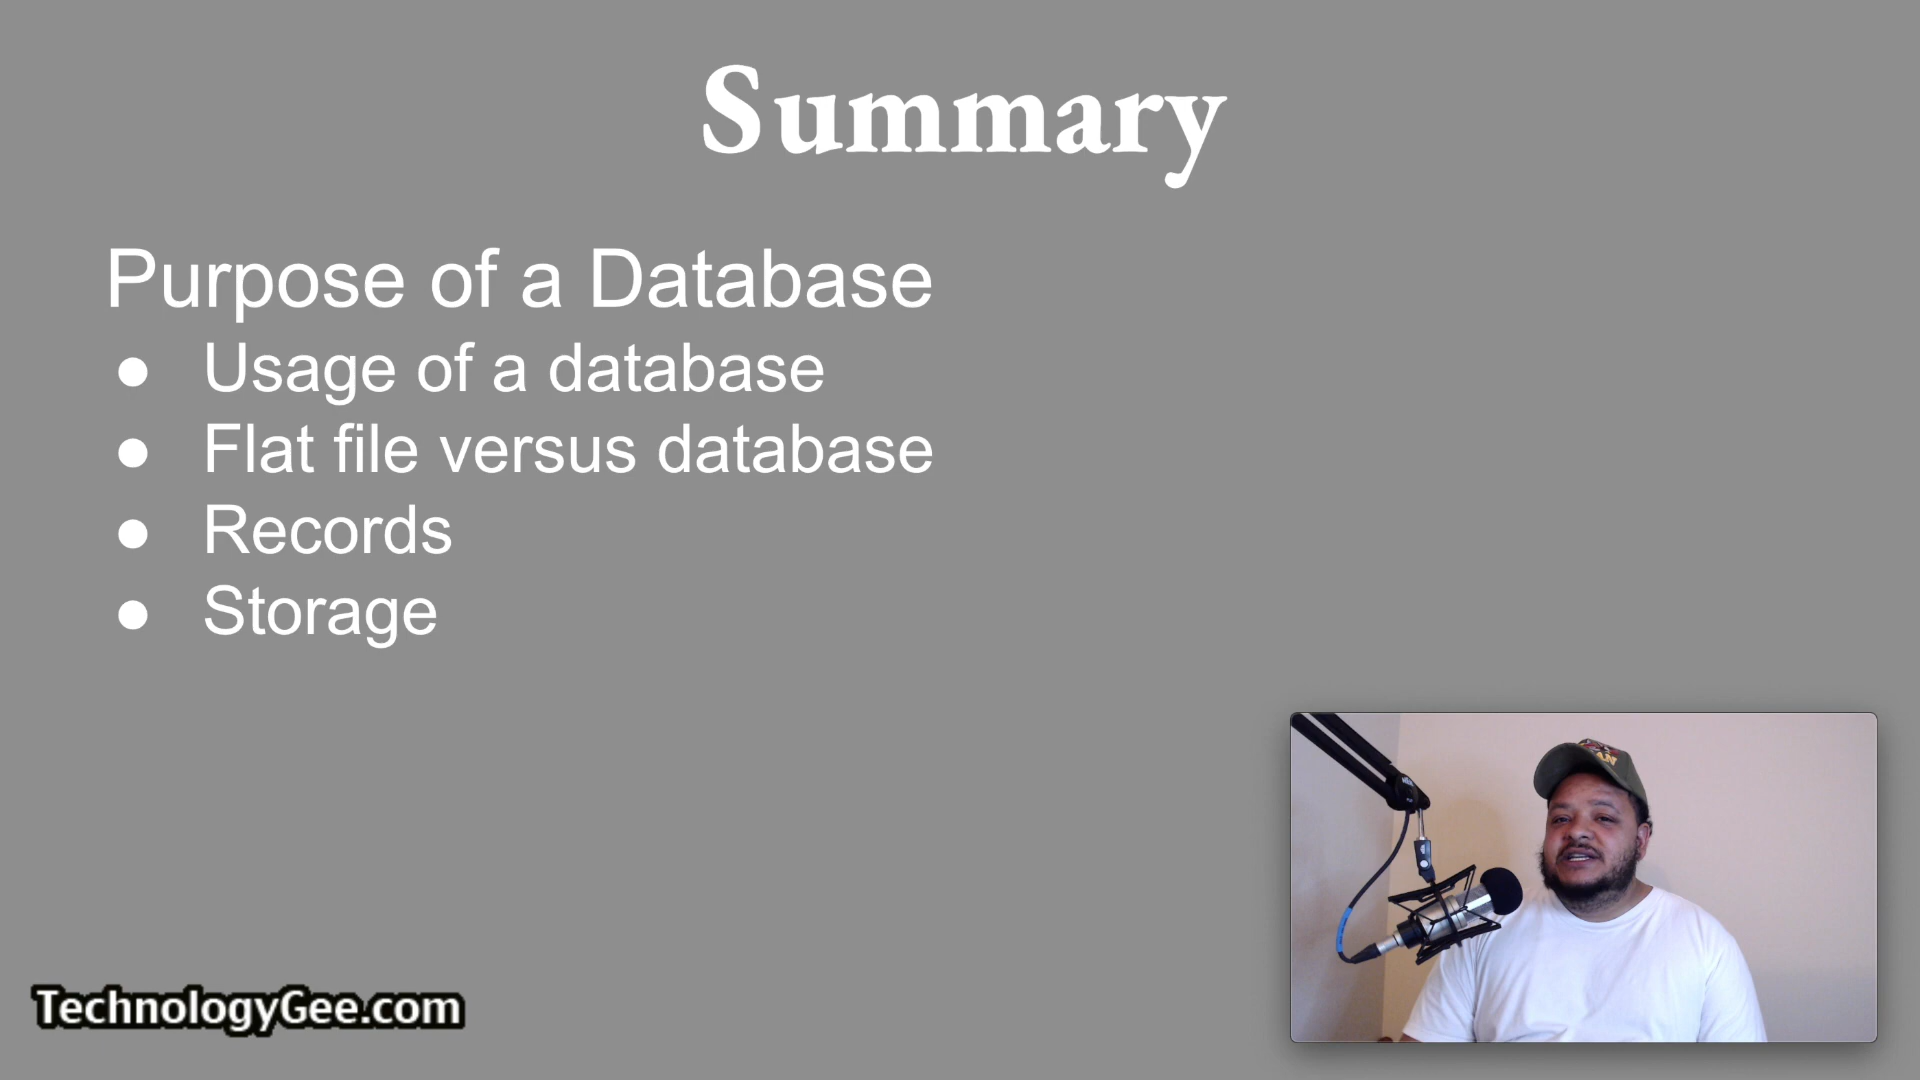 Summary
Purpose of a Database
● Usage of a database
● Flat file versus database
● Records
● Storage
TechnologyGee.com